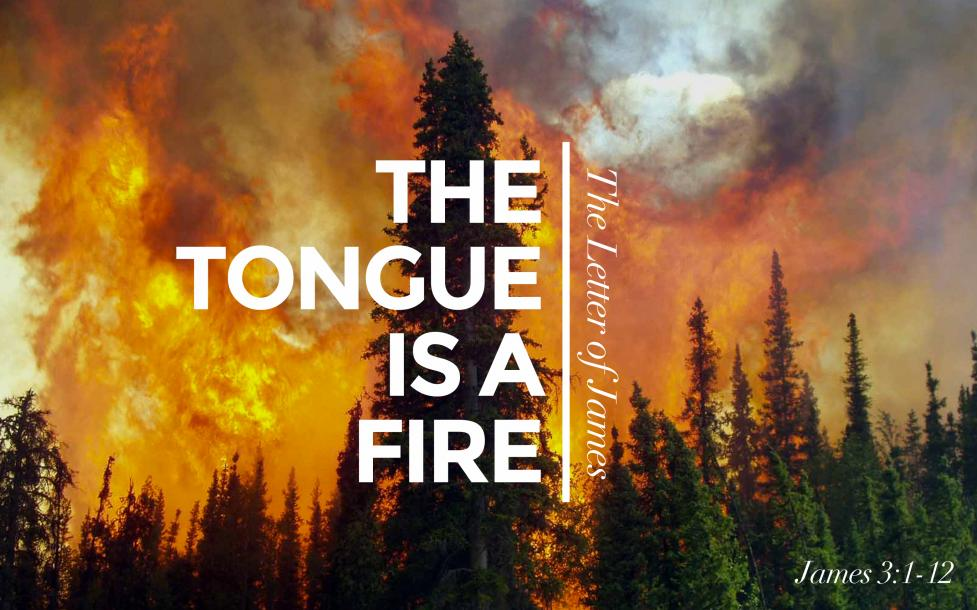 THE
TONGUE
IS A
FIRE
The Letter of James
James 3:1-12